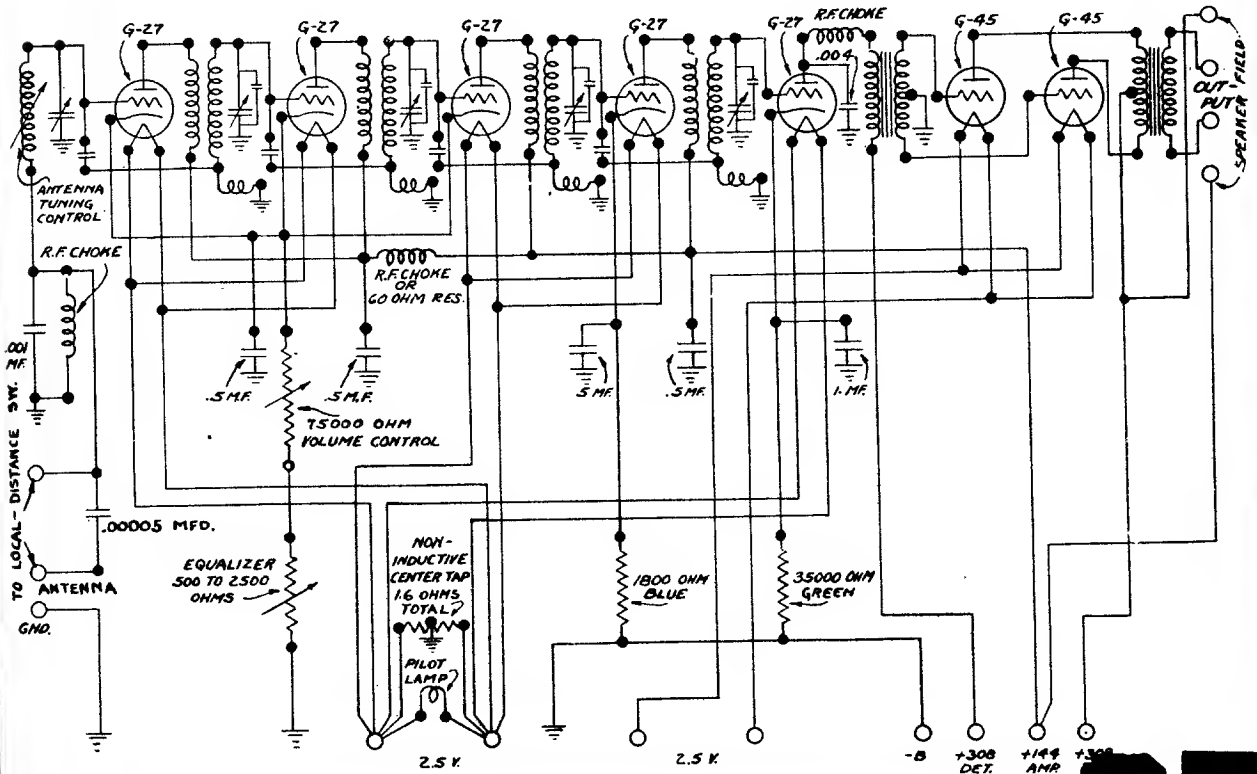 G-27
G-27
G-27
G-27
G-27
R.F. CHOKE
.004
G-45
G-45
FIELD
OUT-
PUT
SPEAKER
ANTENNA
TUNING
CONTROL
R.F. CHOKE
.001
MF.
R.F. CHOKE
OR
60 OHM RES.
.5 M.F.
.5 M.F.
.5 MF.
.5 MF.
1. MF.
75000 OHM
VOLUME CONTROL
TO LOCAL-DISTANCE SW.
.00005 MFD.
ANTENNA
GND.
EQUALIZER
500 TO 2500
OHMS
NON-
INDUCTIVE
CENTER TAP
1.6 OHMS
TOTAL
PILOT
LAMP
1800 OHM
BLUE
35000 OHM
GREEN
2.5 V.
2.5 V.
-B
+308
DET.
+144
AMP.